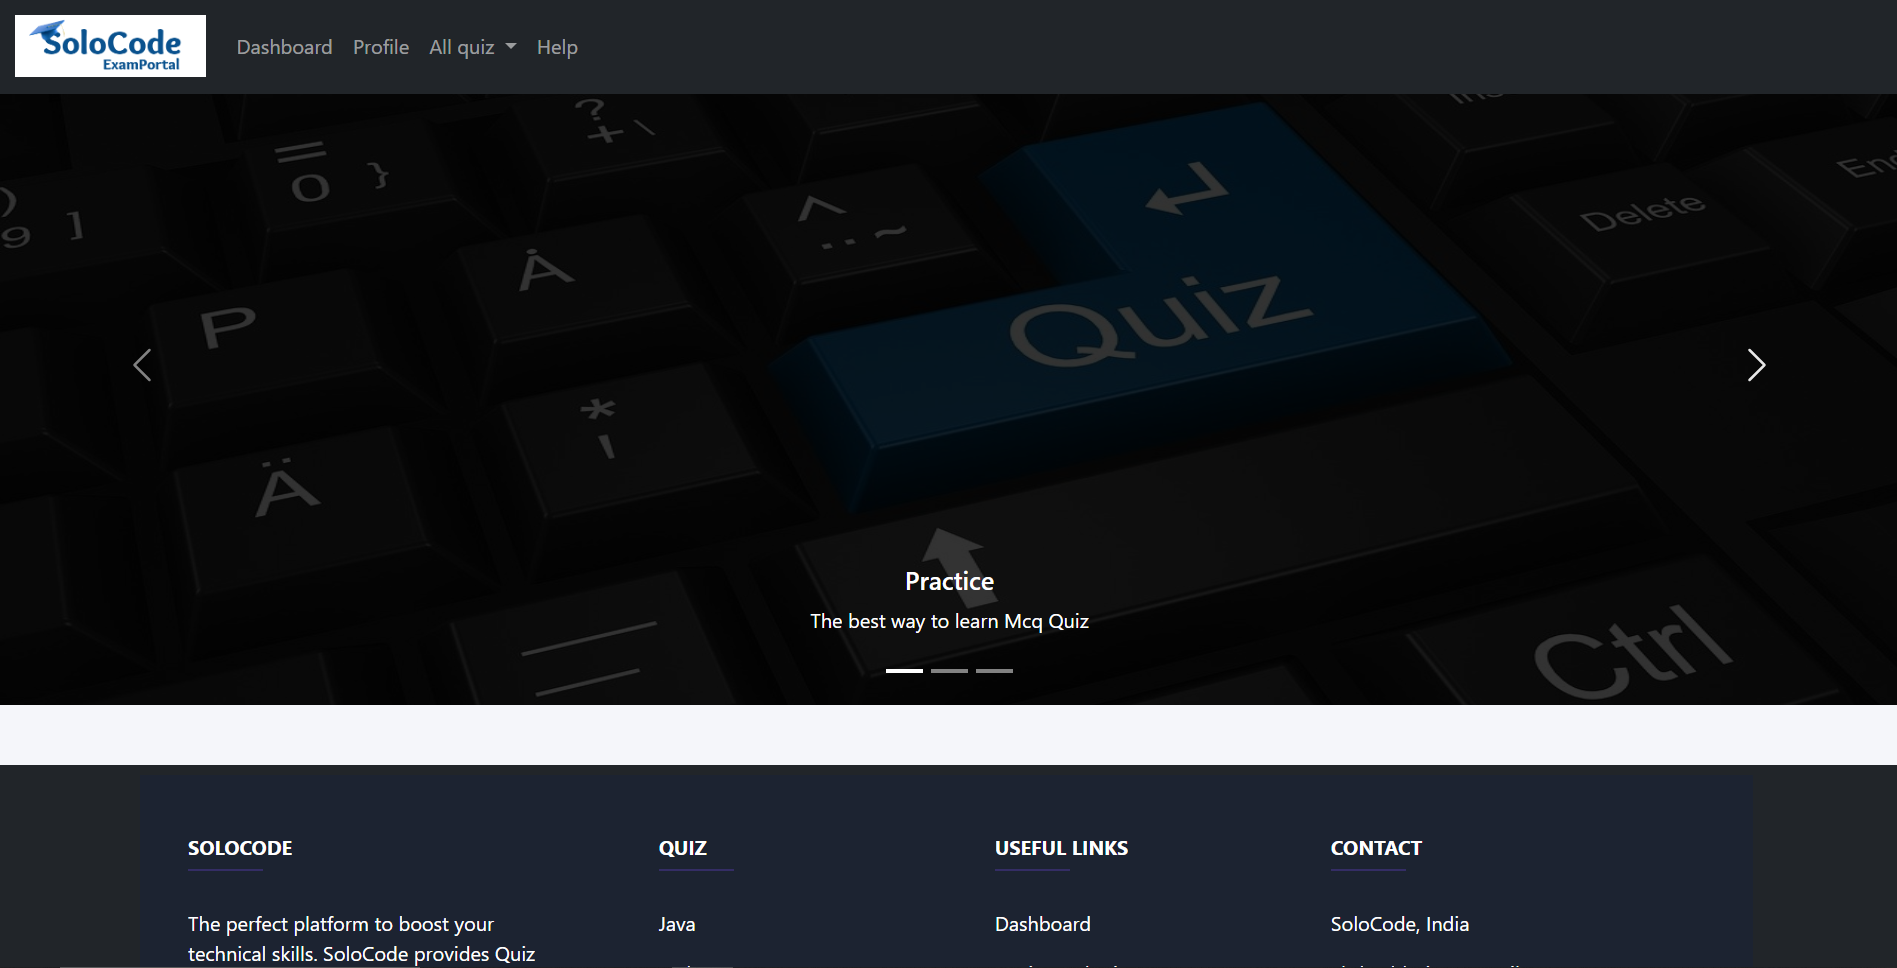 SoloCode
ExamPortal
Dashboard Profile All quiz Help
?
+ \
=
0 }
)
9 ]
^
¨ ~
↵
Delete
End
Å
P
Quiz
*
'
Ä
Practice
The best way to learn Mcq Quiz
Ctrl
SOLOCODE QUIZ USEFUL LINKS CONTACT
The perfect platform to boost your Java Dashboard SoloCode, India
technical skills. SoloCode provides Quiz